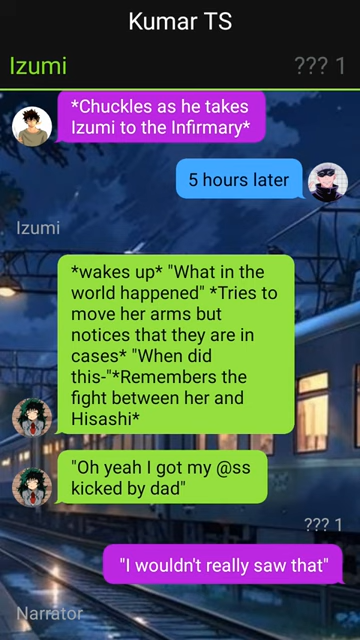 Kumar TS
Izumi
??? 1
*Chuckles as he takes
Izumi to the Infirmary*
5 hours later
Izumi
*wakes up* "What in the
world happened" *Tries to
move her arms but
notices that they are in
cases* "When did
this-"*Remembers the
fight between her and
Hisashi*
"Oh yeah I got my @ss
kicked by dad"
??? 1
"I wouldn't really saw that"
Narrator